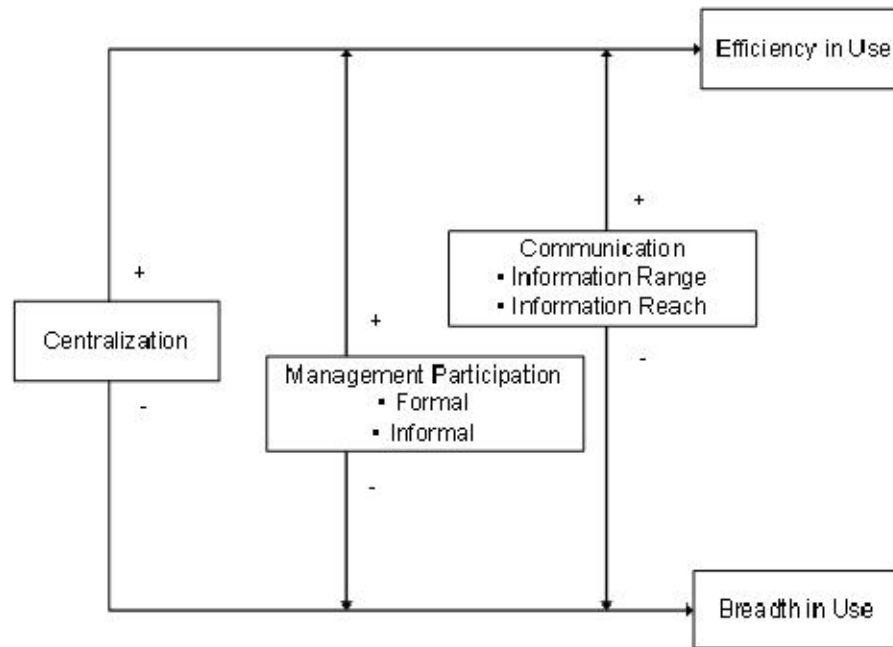 Efficiency in Use
+
Communication
▪ Information Range
▪ Information Reach
+
Centralization
+
Management Participation
▪ Formal
▪ Informal
-
-
-
Breadth in Use